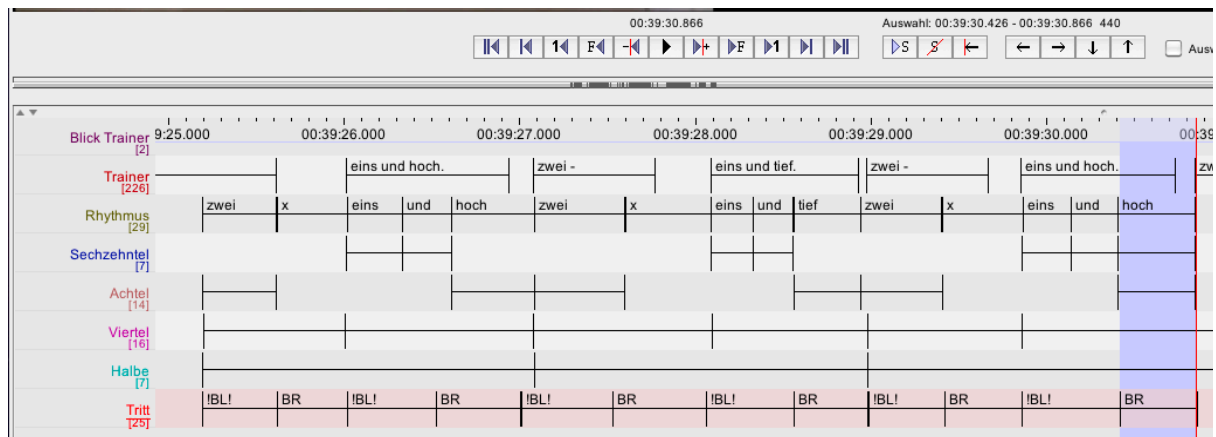 00:39:30.866
Auswahl: 00:39:30.426 - 00:39:30.866 440
1 F + F 1 S S Ausw
9:25.000 00:39:26.000 00:39:27.000 00:39:28.000 00:39:29.000 00:39:30.000 00:39
Blick Trainer
[2]
eins und hoch. zwei - eins und tief. zwei - eins und hoch. zw
Trainer
[226]
zwei x eins und hoch zwei x eins und tief zwei x eins und hoch
Rhythmus
[29]
Sechzehntel
[7]
Achtel
[14]
Viertel
[16]
Halbe
[7]
!BL! BR !BL! BR !BL! BR !BL! BR !BL! BR !BL! BR
Tritt
[25]